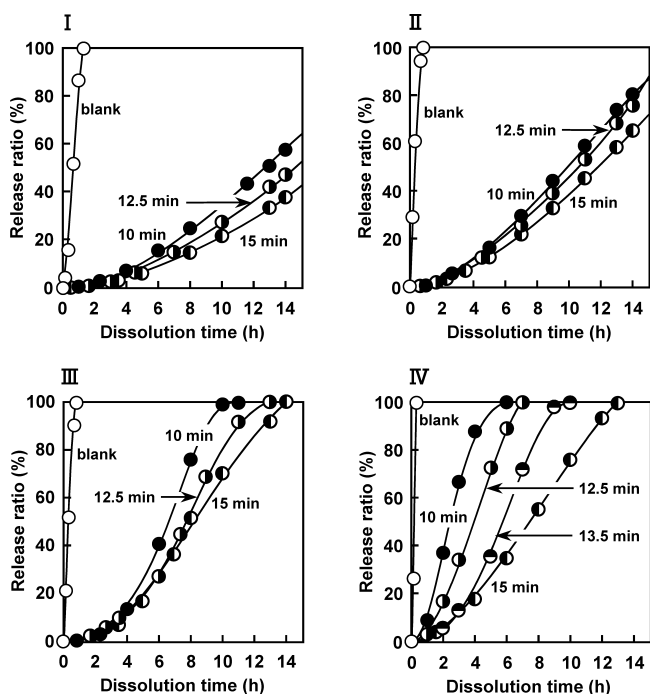 I
Release ratio (%)
100
80
60
40
20
0
blank
12.5 min
10 min
15 min
0 2 4 6 8 10 12 14
Dissolution time (h)
II
Release ratio (%)
100
80
60
40
20
0
blank
12.5 min
10 min
15 min
0 2 4 6 8 10 12 14
Dissolution time (h)
III
Release ratio (%)
100
80
60
40
20
0
blank
10 min
12.5 min
15 min
0 2 4 6 8 10 12 14
Dissolution time (h)
IV
Release ratio (%)
100
80
60
40
20
0
blank
10 min
12.5 min
13.5 min
15 min
0 2 4 6 8 10 12 14
Dissolution time (h)